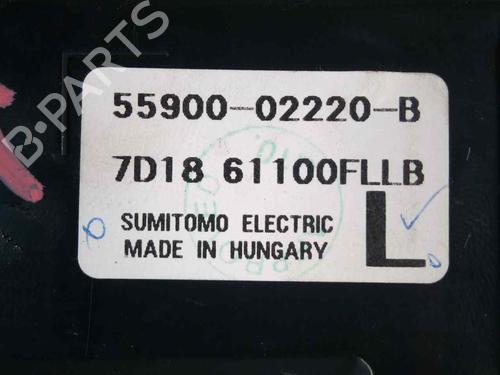 B-PARTS
55900-02220-B
7D18 61100FLLB
SUMITOMO ELECTRIC
MADE IN HUNGARY
L